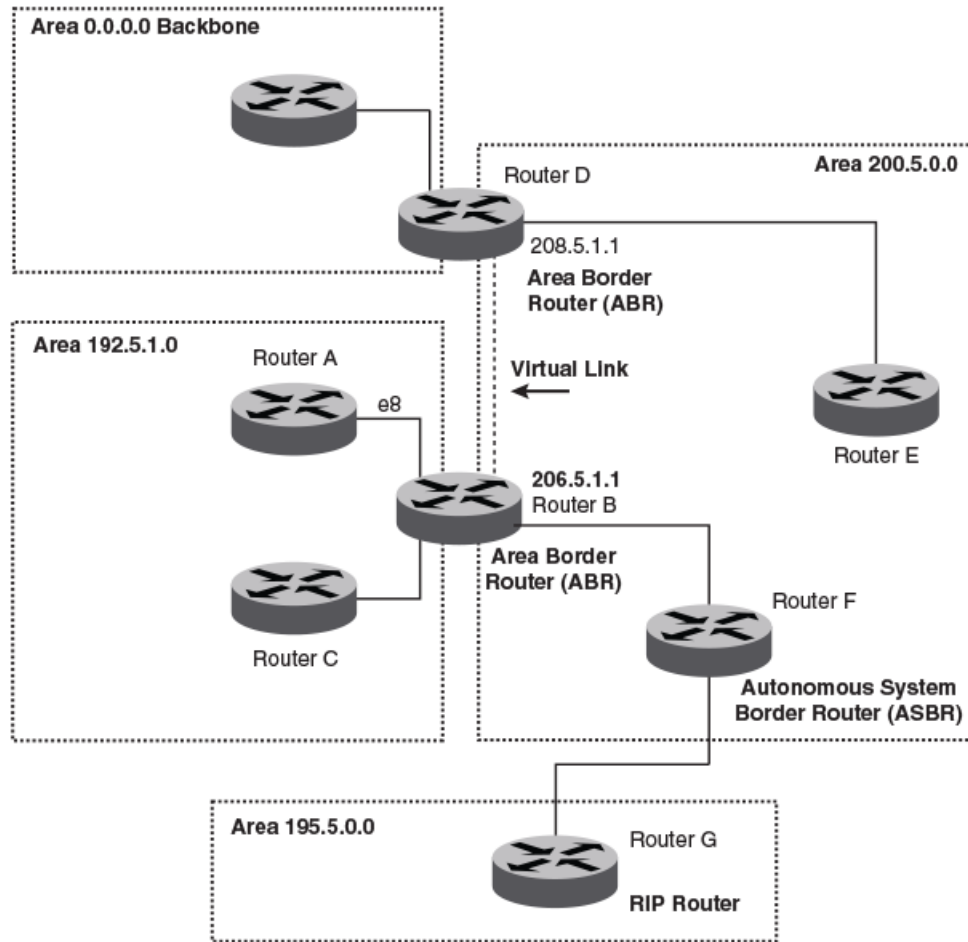 Area 0.0.0.0 Backbone
Router D
Area 200.5.0.0
208.5.1.1
Area Border
Router (ABR)
Area 192.5.1.0
Router A
e8
Virtual Link
Router E
206.5.1.1
Router B
Area Border
Router (ABR)
Router C
Router F
Autonomous System
Border Router (ASBR)
Area 195.5.0.0
Router G
RIP Router